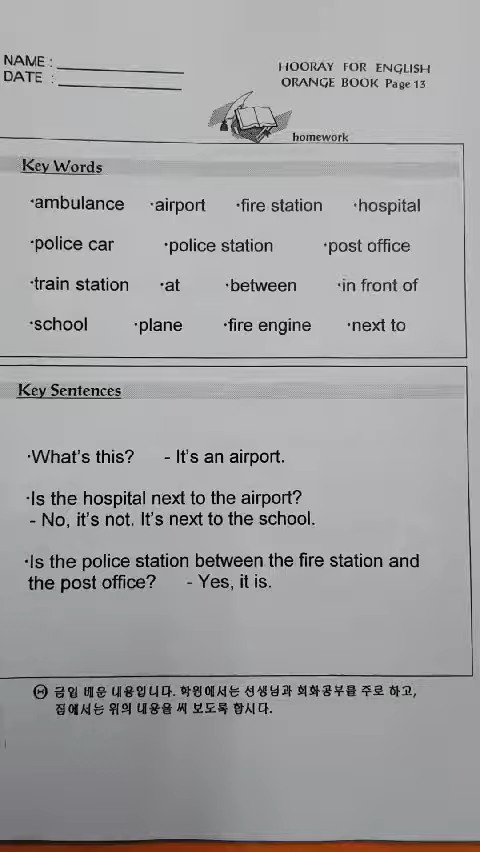 NAME : ______________
DATE : ______________
HOORAY FOR ENGLISH
ORANGE BOOK Page 13
homework
Key Words
·ambulance ·airport ·fire station ·hospital
·police car ·police station ·post office
·train station ·at ·between ·in front of
·school ·plane ·fire engine ·next to
Key Sentences
·What's this? - It's an airport.
·Is the hospital next to the airport?
- No, it's not. It's next to the school.
·Is the police station between the fire station and
the post office? - Yes, it is.
금일 배운 내용입니다. 학원에서는 선생님과 회화공부를 주로 하고,
집에서는 위의 내용을 써 보도록 합시다.